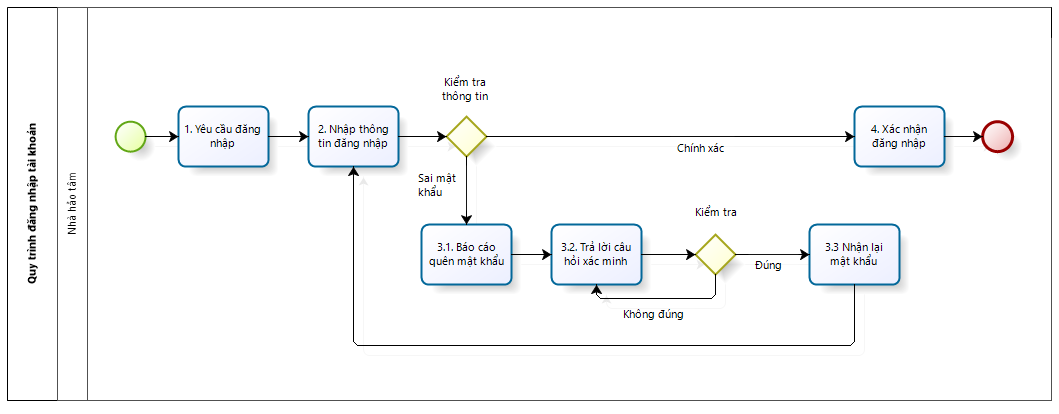 Quy trình đăng nhập tài khoản
Nhà hảo tâm
1. Yêu cầu đăng
nhập
2. Nhập thông
tin đăng nhập
Kiểm tra
thông tin
Chính xác
4. Xác nhận
đăng nhập
Sai mật
khẩu
3.1. Báo cáo
quên mật khẩu
3.2. Trả lời câu
hỏi xác minh
Kiểm tra
Đúng
Không đúng
3.3 Nhận lại
mật khẩu